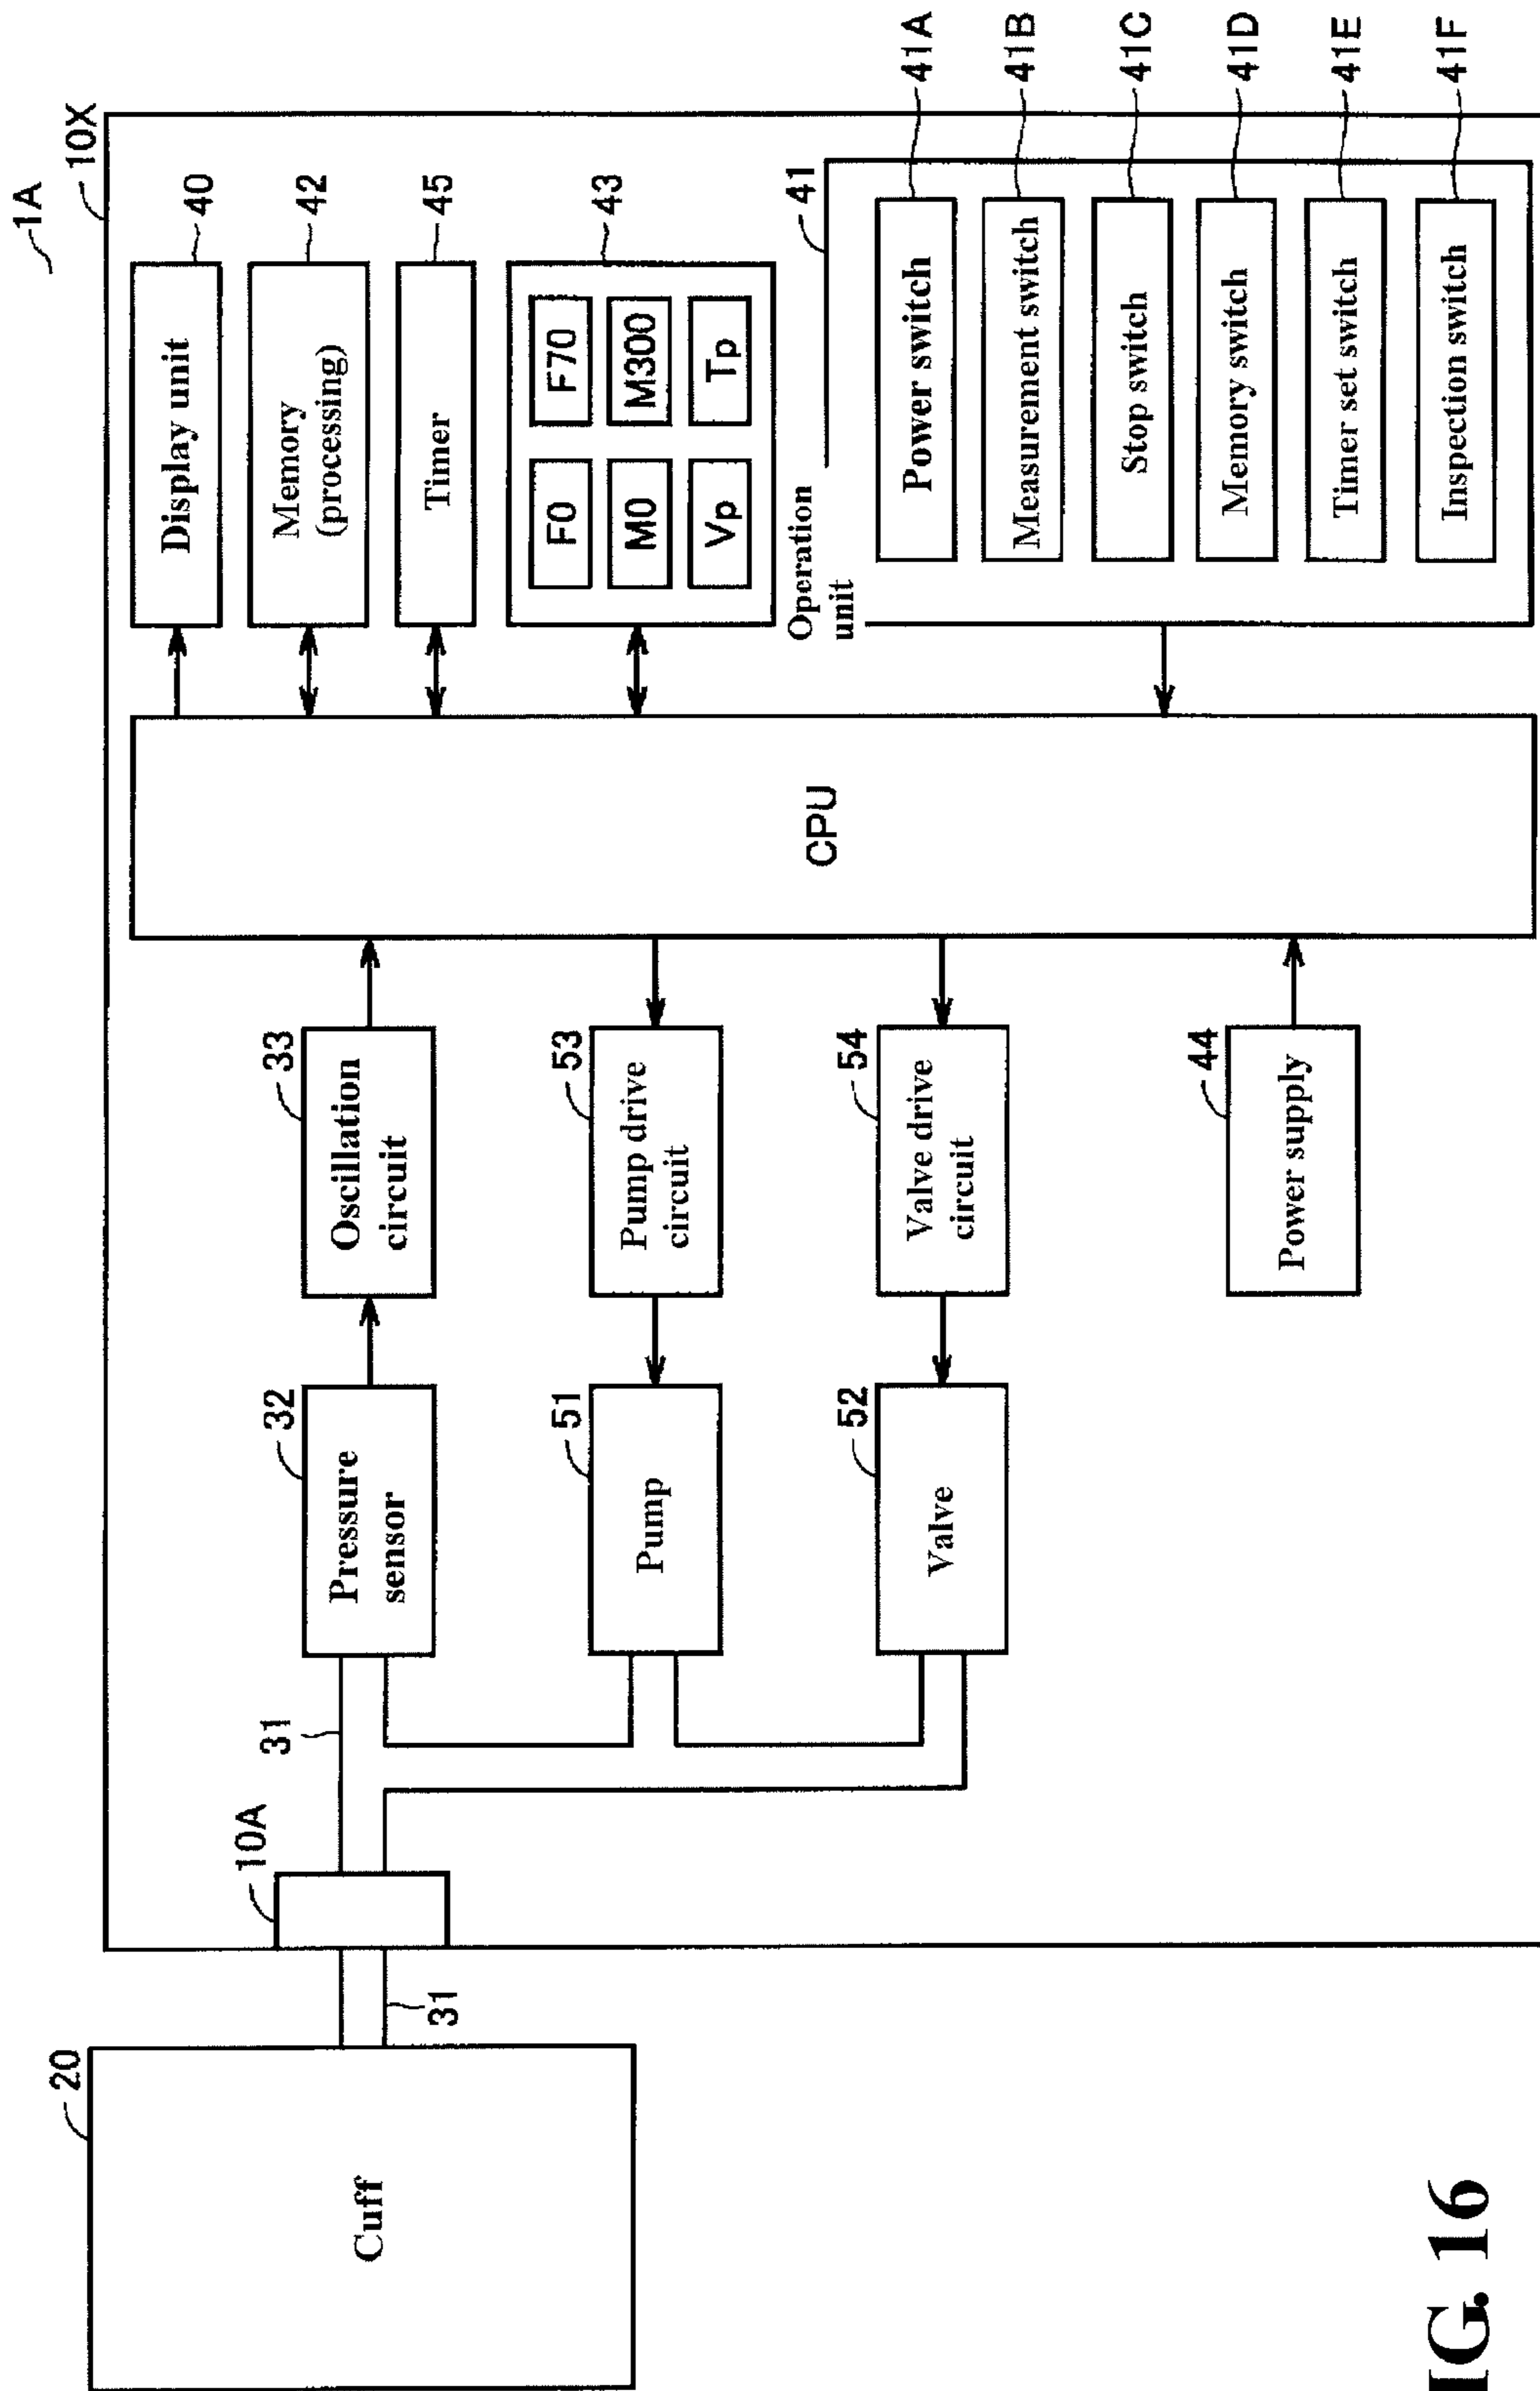 1A
10X
20
Cuff
31
10A
31
32
Pressure
sensor
33
Oscillation
circuit
51
Pump
53
Pump drive
circuit
52
Valve
54
Valve drive
circuit
44
Power supply
CPU
Display unit
40
Memory
(processing)
42
Timer
45
43
F0
F70
M0
M300
Vp
Tp
Operation
unit
41
Power switch
41A
Measurement switch
41B
Stop switch
41C
Memory switch
41D
Timer set switch
41E
Inspection switch
41F
IG. 16